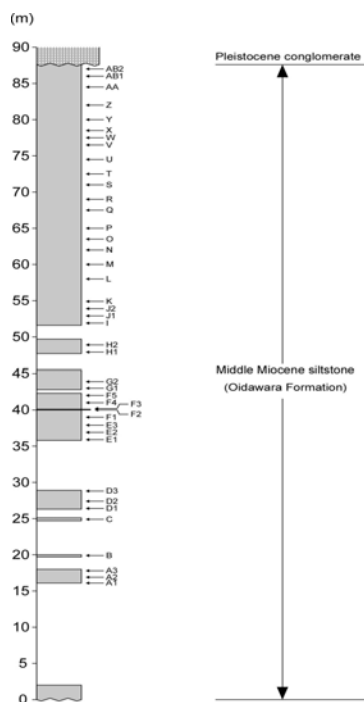 (m)
90
Pleistocene conglomerate
AB2
AB1
85
AA
Z
80
Y
X
W
V
75
U
T
S
70
R
Q
65
P
O
N
60
M
L
55
K
J2
J1
I
50
H2
H1
45
G2
G1
F5
F4
F3
40
F2
F1
E3
E2
E1
35
Middle Miocene siltstone
(Oidawara Formation)
30
D3
D2
D1
25
C
20
B
A3
A2
A1
15
10
5
0